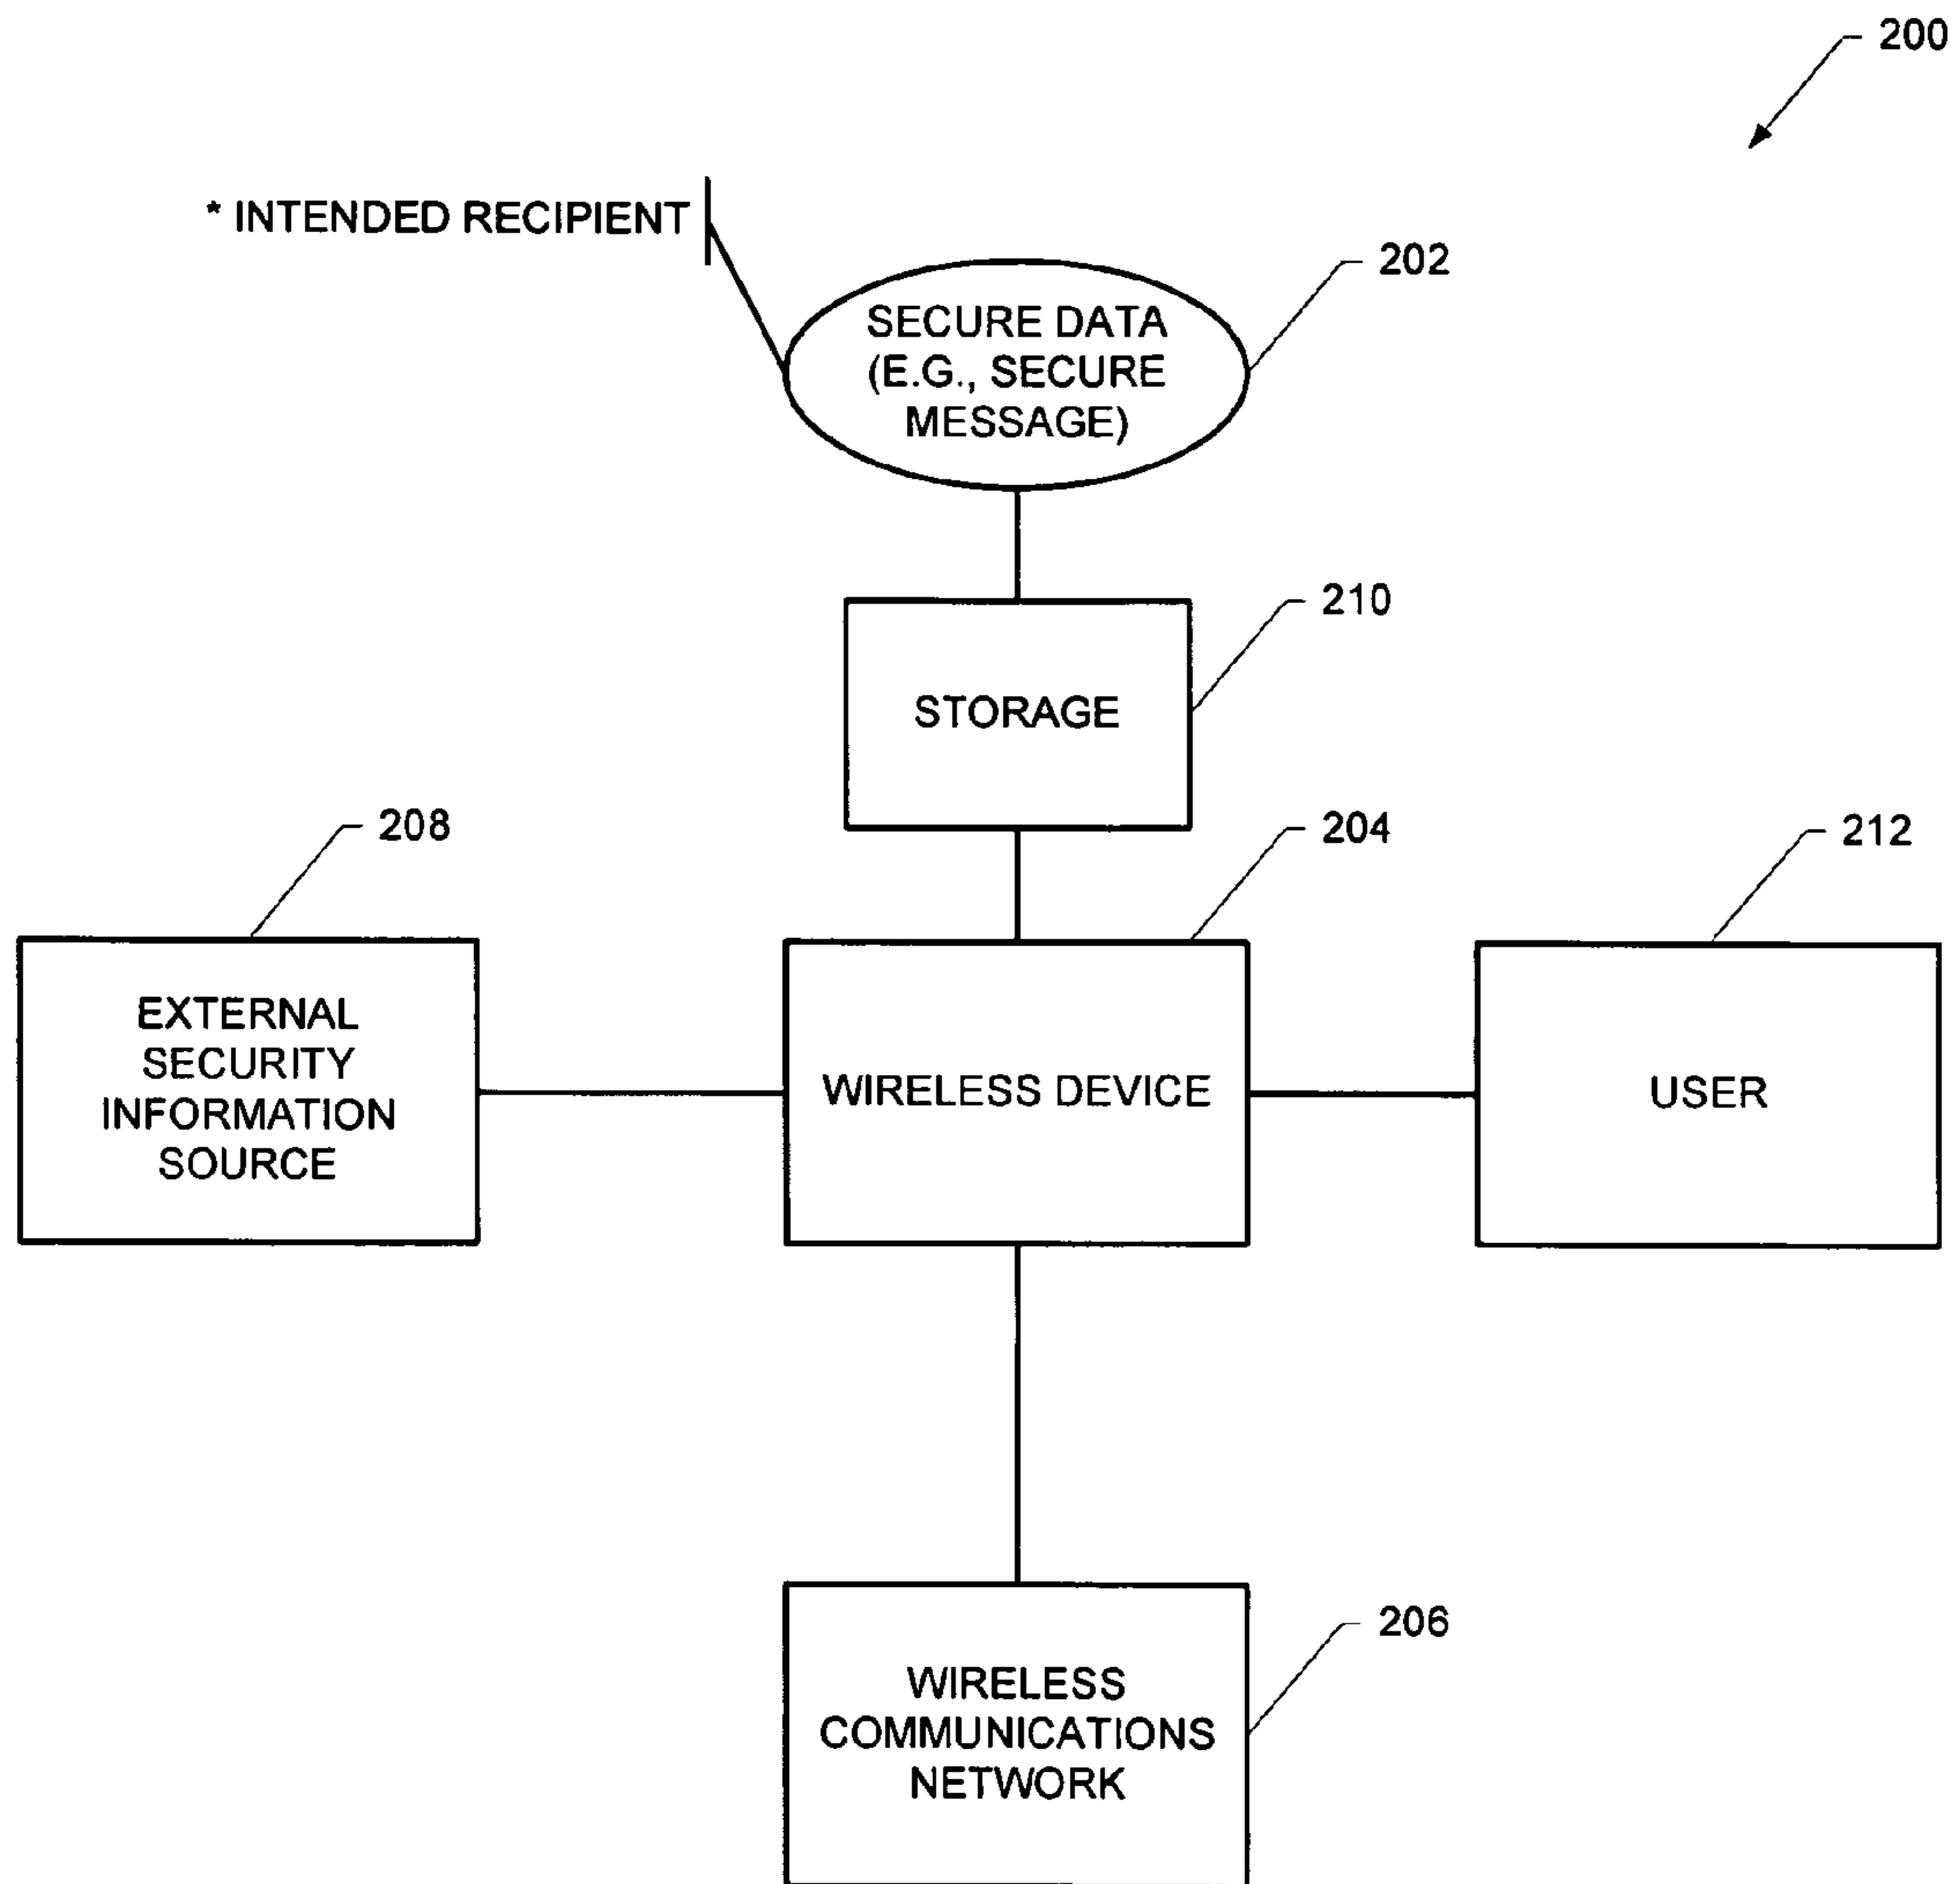 200
* INTENDED RECIPIENT
202
SECURE DATA
(E.G., SECURE
MESSAGE)
210
STORAGE
208
204
212
EXTERNAL
SECURITY
INFORMATION
SOURCE
WIRELESS DEVICE
USER
206
WIRELESS
COMMUNICATIONS
NETWORK